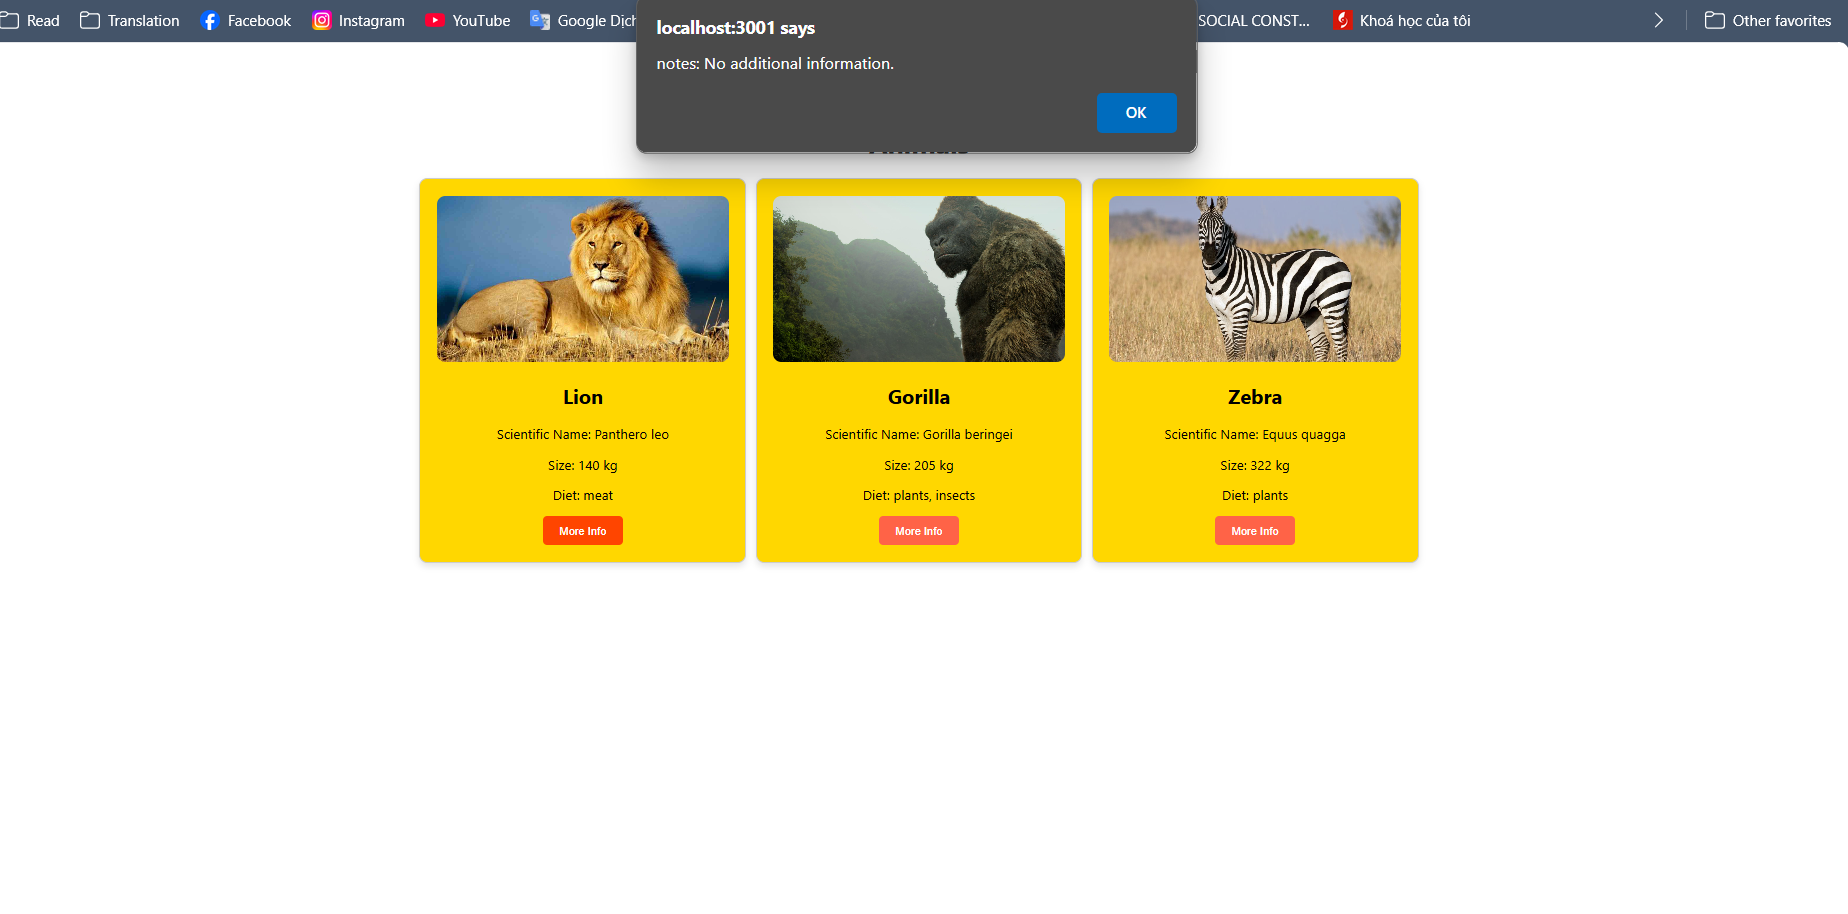 Read Translation Facebook Instagram YouTube Google Dịch SOCIAL CONST... Khoá học của tôi Other favorites
localhost:3001 says
notes: No additional information.
OK
Lion
Scientific Name: Panthero leo
Size: 140 kg
Diet: meat
More Info
Gorilla
Scientific Name: Gorilla beringei
Size: 205 kg
Diet: plants, insects
More Info
Zebra
Scientific Name: Equus quagga
Size: 322 kg
Diet: plants
More Info